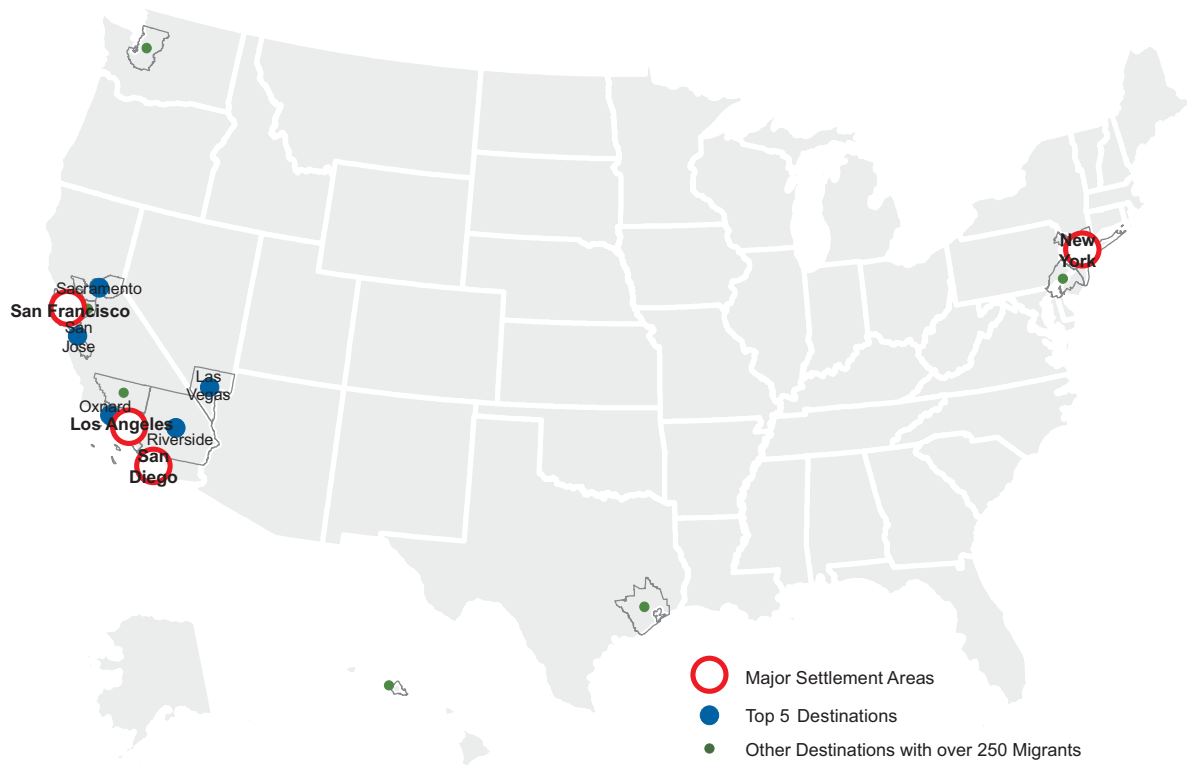 New
York
Sacramento
San Francisco
San
Jose
Las
Vegas
Oxnard
Los Angeles
Riverside
San
Diego
Major Settlement Areas
Top 5 Destinations
Other Destinations with over 250 Migrants